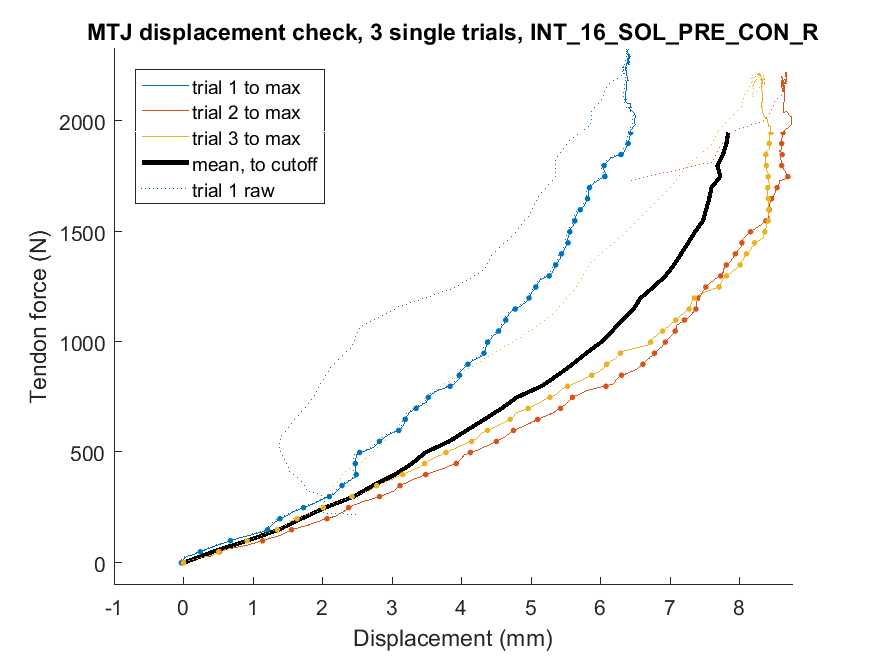 MTJ displacement check, 3 single trials, INT_16_SOL_PRE_CON_R
trial 1 to max
trial 2 to max
trial 3 to max
mean, to cutoff
trial 1 raw
2000
1500
1000
500
0
Tendon force (N)
-1 0 1 2 3 4 5 6 7 8
Displacement (mm)